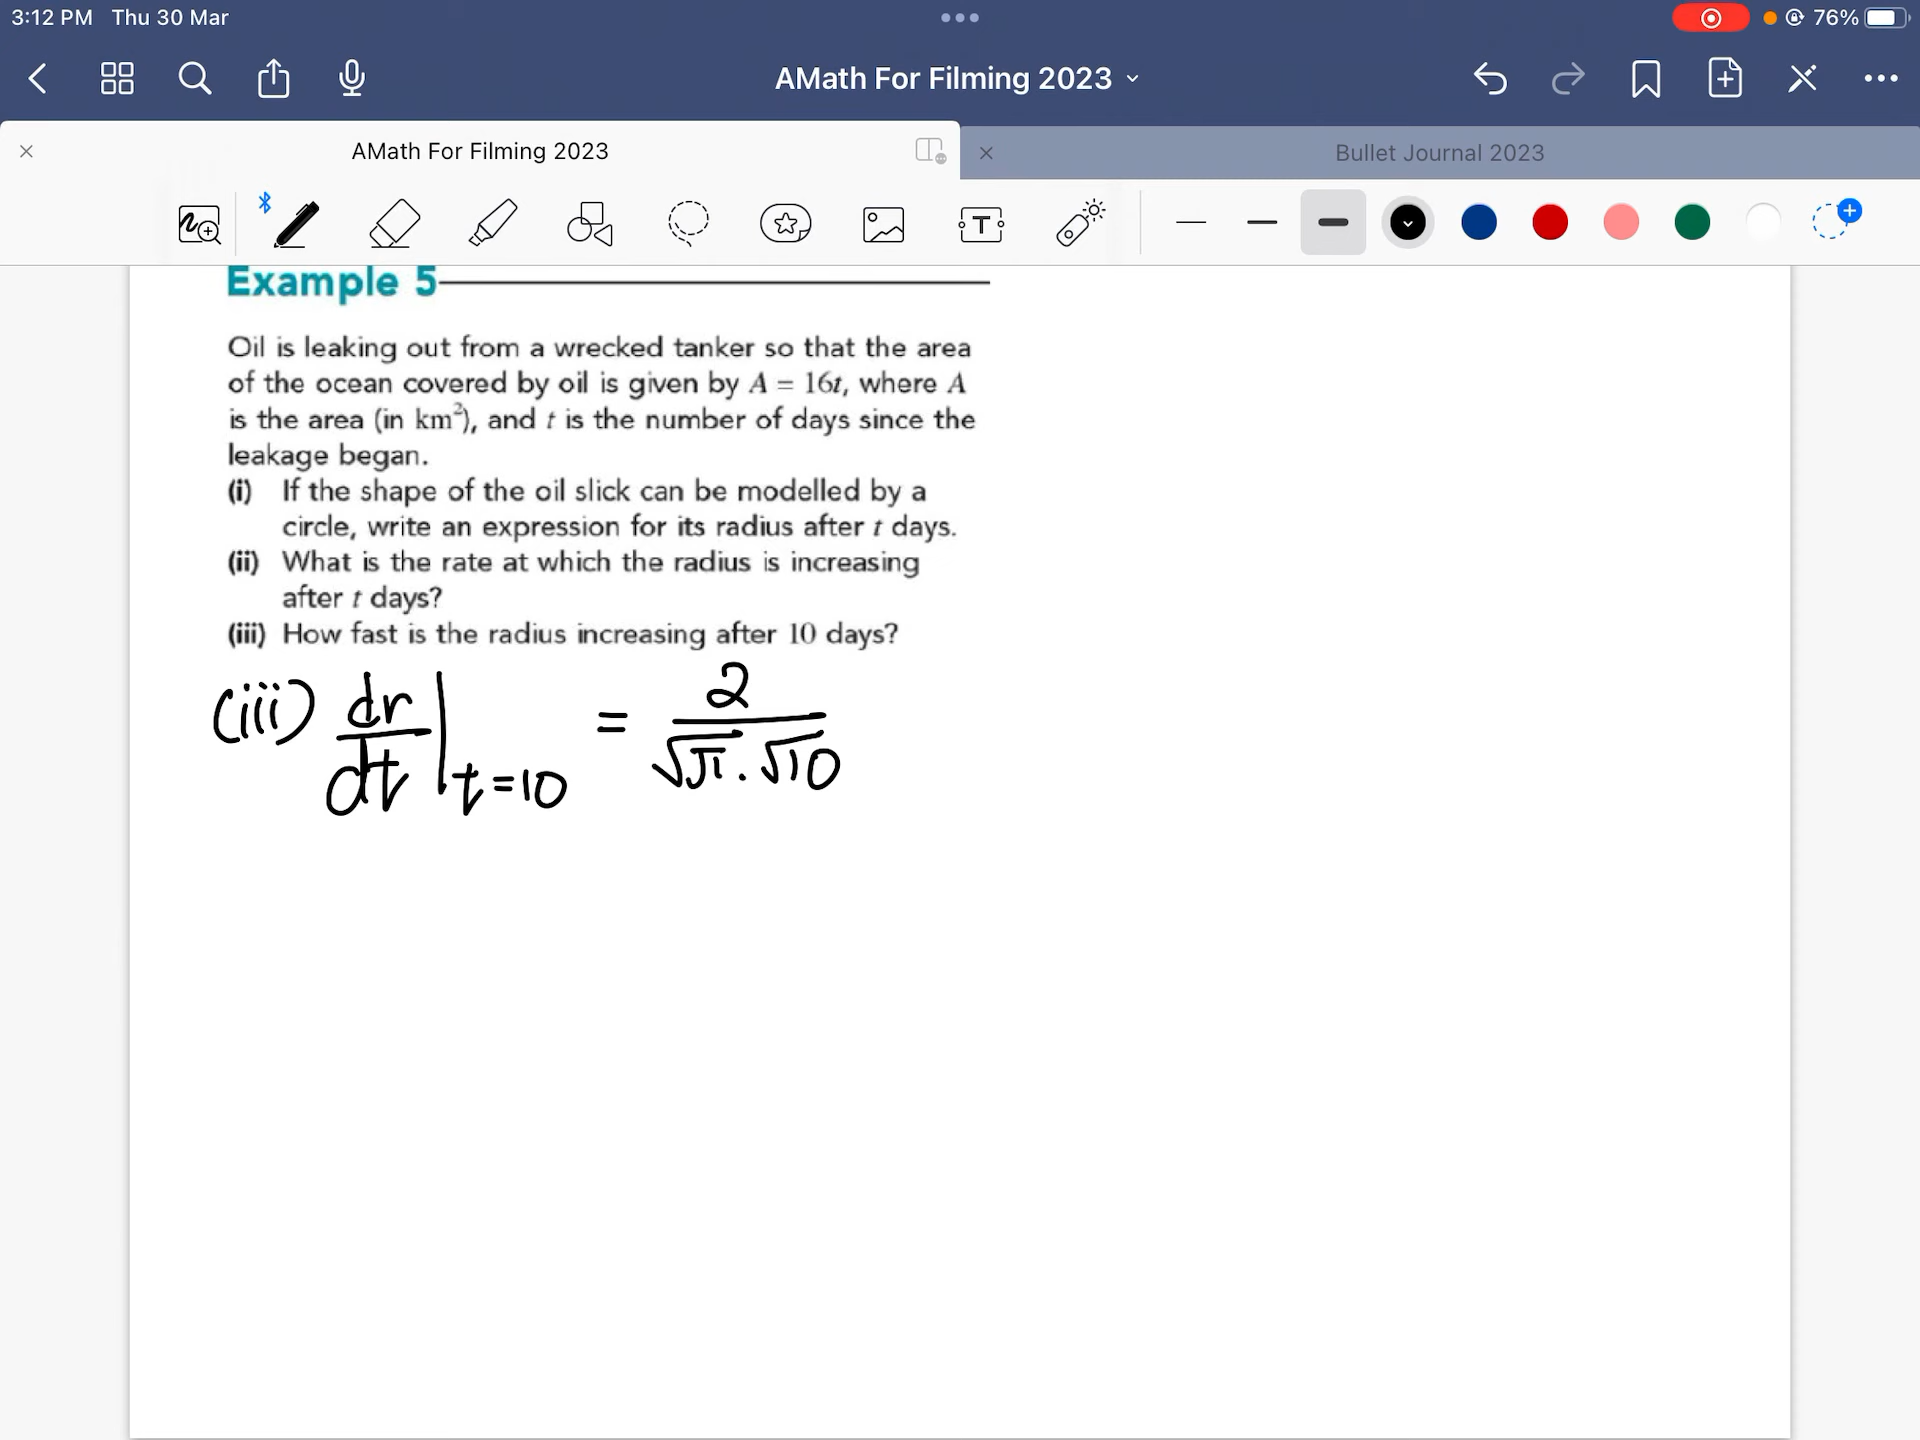 3:12 PM Thu 30 Mar
76%
AMath For Filming 2023
AMath For Filming 2023
Bullet Journal 2023
Example 5
Oil is leaking out from a wrecked tanker so that the area
of the ocean covered by oil is given by A = 16t, where A
is the area (in km²), and t is the number of days since the
leakage began.
(i) If the shape of the oil slick can be modelled by a
circle, write an expression for its radius after t days.
(ii) What is the rate at which the radius is increasing
after t days?
(iii) How fast is the radius increasing after 10 days?
(iii) dr/dt |t=10 = 2/(√π · √10)